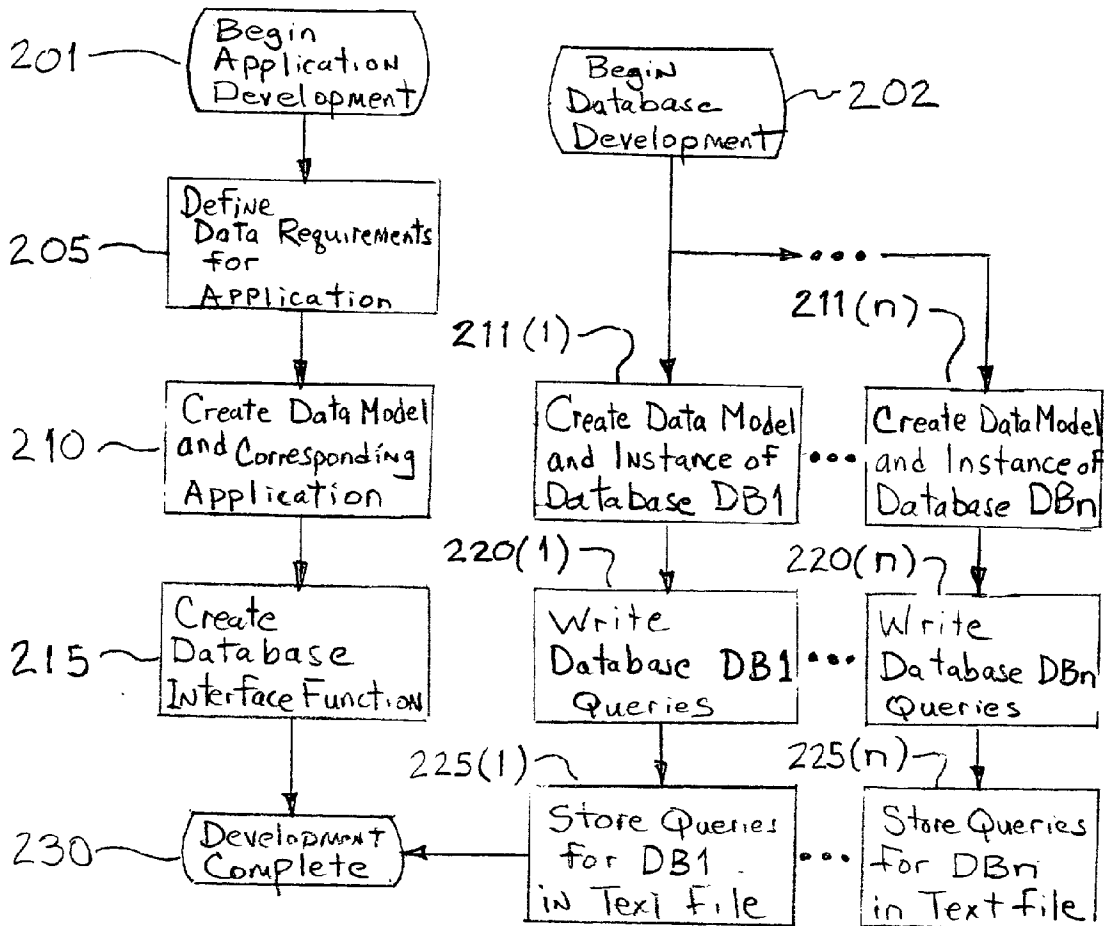 201
Begin
Application
Development
205
Define
Data Requirements
for
Application
210
Create Data Model
and Corresponding
Application
215
Create
Database
Interface Function
230
Development
Complete
Begin
Database
Development
202
211(1)
Create Data Model
and Instance of
Database DB1
220(1)
Write
Database DB1
Queries
225(1)
Store Queries
for DB1
in Text File
211(n)
Create Data Model
and Instance of
Database DBn
220(n)
Write
Database DBn
Queries
225(n)
Store Queries
for DBn
in Text file